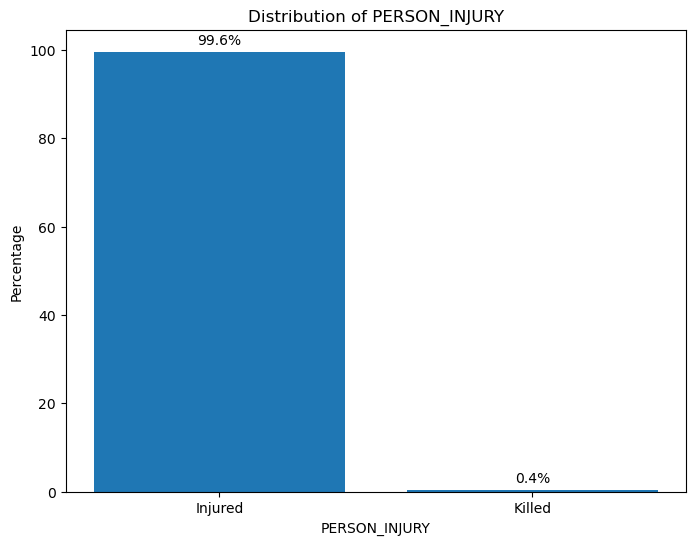 Distribution of PERSON_INJURY
100
80
60
40
20
0
Percentage
99.6%
0.4%
Injured
Killed
PERSON_INJURY